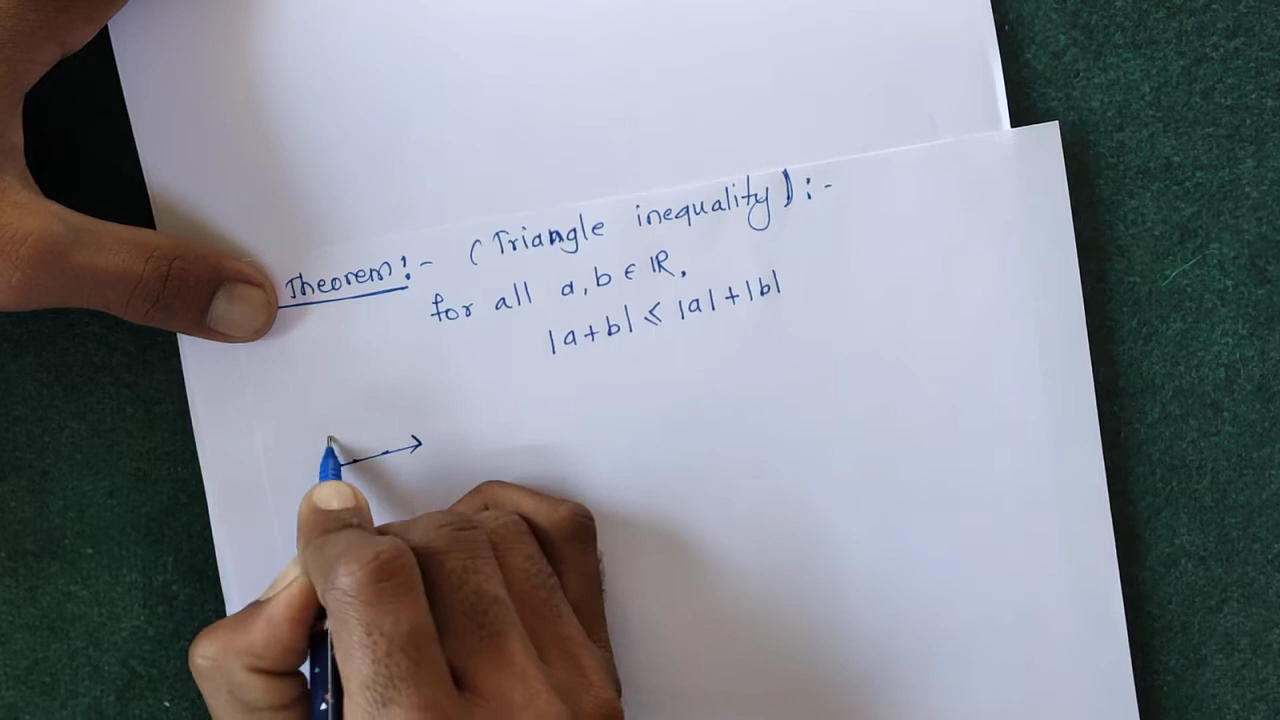 Theorem:- (Triangle inequality):-
for all a, b ∈ ℝ,
|a+b| ⩽ |a|+|b|